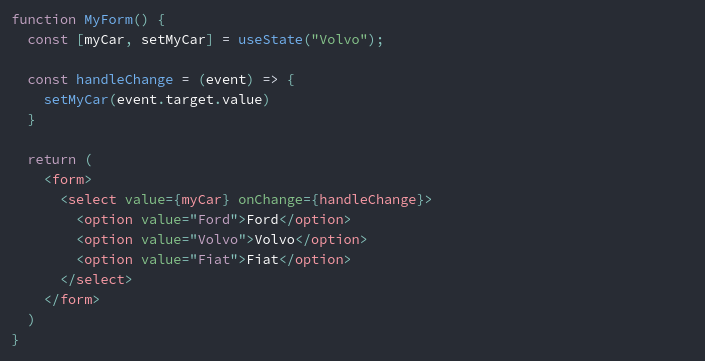 function MyForm() {
  const [myCar, setMyCar] = useState("Volvo");

  const handleChange = (event) => {
    setMyCar(event.target.value)
  }

  return (
    <form>
      <select value={myCar} onChange={handleChange}>
        <option value="Ford">Ford</option>
        <option value="Volvo">Volvo</option>
        <option value="Fiat">Fiat</option>
      </select>
    </form>
  )
}